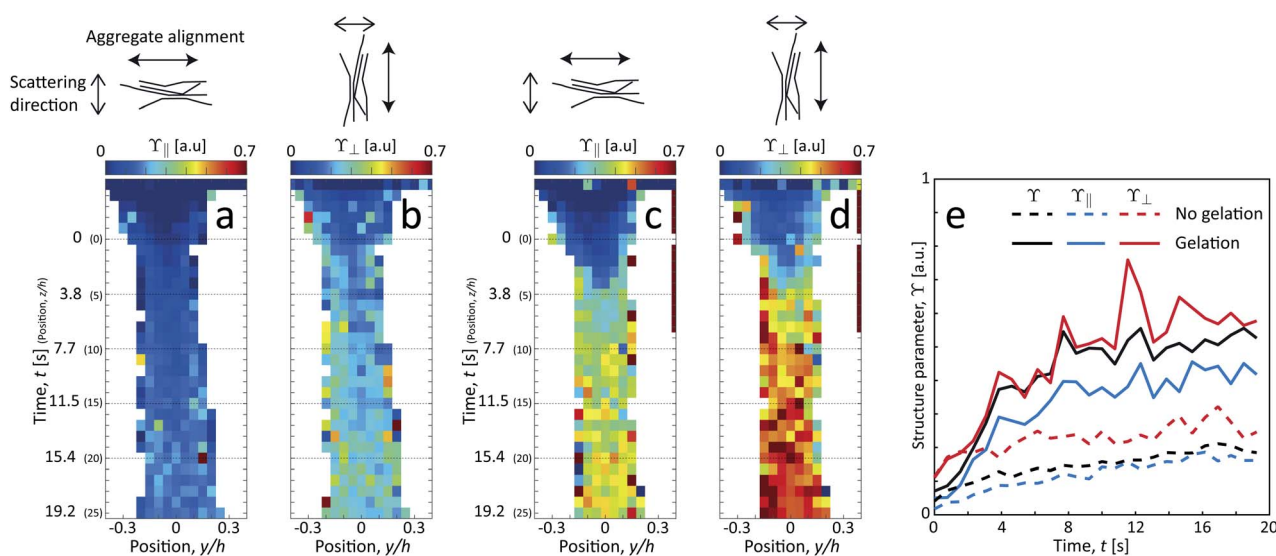 Aggregate alignment
Scattering
direction
0 ϒ∥ [a.u] 0.7
0 ϒ⊥ [a.u] 0.7
0 ϒ∥ [a.u] 0.7
0 ϒ⊥ [a.u] 0.7
a
b
c
d
e
Time, t [s] (Position, z/h)
0 (0)
3.8 (5)
7.7 (10)
11.5 (15)
15.4 (20)
19.2 (25)
-0.3 0 0.3
Position, y/h
-0.3 0 0.3
Position, y/h
-0.3 0 0.3
Position, y/h
-0.3 0 0.3
Position, y/h
Structure parameter, ϒ [a.u.]
1
0
ϒ ϒ∥ ϒ⊥
No gelation
Gelation
0 4 8 12 16 20
Time, t [s]